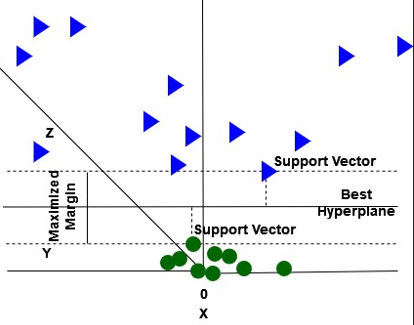 Z
Support Vector
Maximized
Margin
Best
Hyperplane
Support Vector
Y
0
X